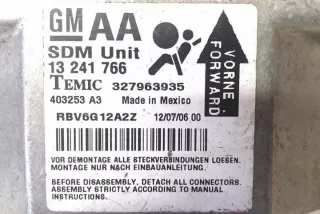 GM AA
SDM Unit
13 241 766
TEMIC 327963935
403253 A3 Made in Mexico
RBV6G12A2Z 12/07/06 00
VORNE
FORWARD
VOR DEMONTAGE ALLE STECKVERBINDUNGEN LOESEN.
MONTAGE NUR NACH EINBAUANLEITUNG.
BEFORE DISASSEMBLY, DETACH ALL CONNECTORS.
ASSEMBLY STRICTLY ACCORDING TO MANUAL
INSTRUCTIONS